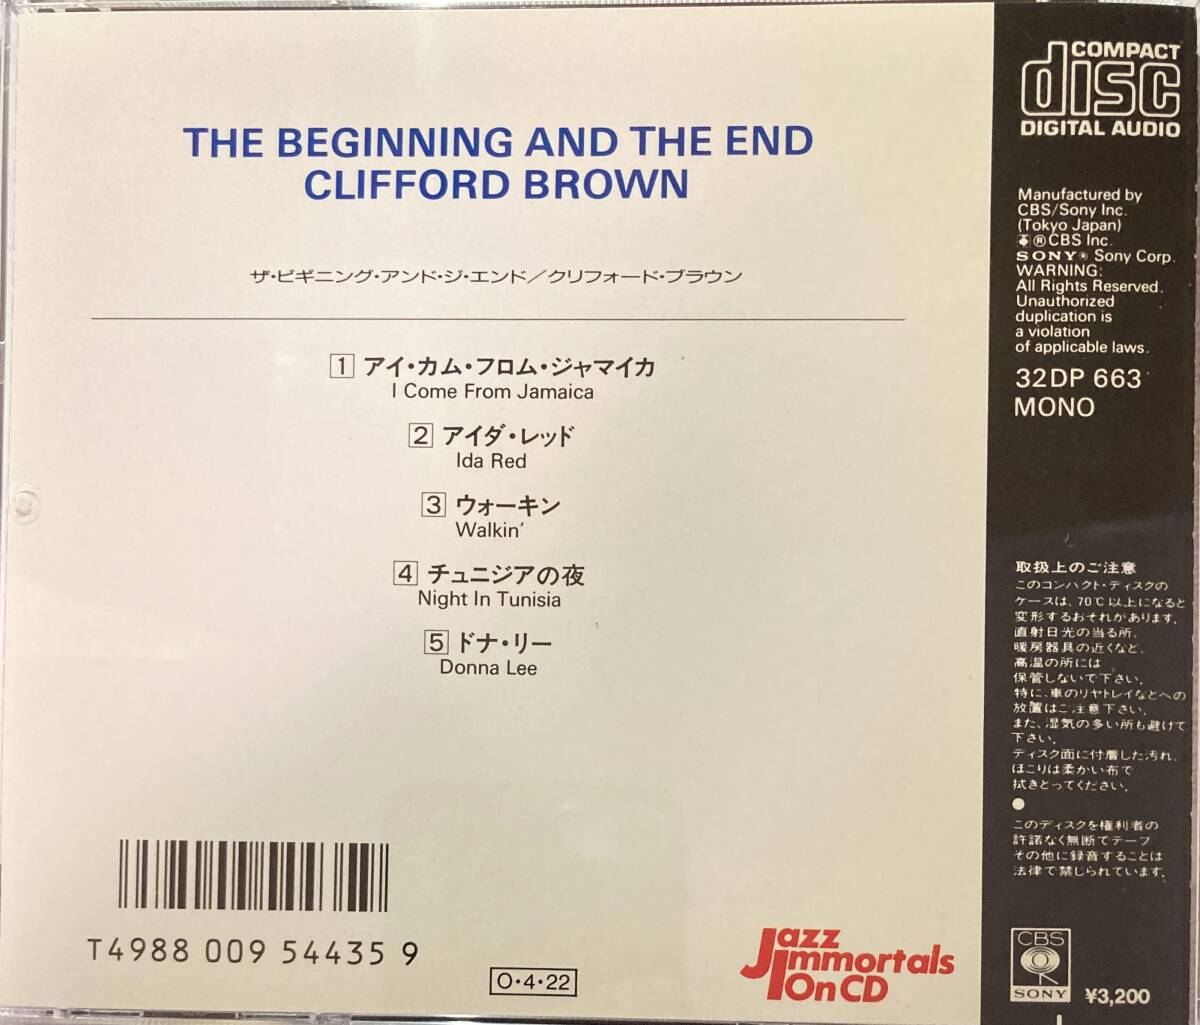 THE BEGINNING AND THE END
CLIFFORD BROWN
ザ・ビギニング・アンド・ジ・エンド／クリフォード・ブラウン
1 アイ・カム・フロム・ジャマイカ
I Come From Jamaica
2 アイダ・レッド
Ida Red
3 ウォーキン
Walkin'
4 チュニジアの夜
Night In Tunisia
5 ドナ・リー
Donna Lee
T4988 009 54435 9
O・4・22
Jazz
Immortals
On CD
COMPACT
disc
DIGITAL AUDIO
Manufactured by
CBS/Sony Inc.
(Tokyo Japan)
Ⓡ CBS Inc.
SONY® Sony Corp.
WARNING:
All Rights Reserved.
Unauthorized
duplication is
a violation
of applicable laws.
32DP 663
MONO
取扱上のご注意
このコンパクト・ディスクの
ケースは、70℃以上になると
変形するおそれがあります。
直射日光の当る所、
暖房器具の近くなど、
高温の所には
保管しないで下さい。
特に、車のリヤトレイなどへの
放置はご注意下さい。
また、湿気の多い所も避けて
下さい。
ディスク面に付着した汚れ、
ほこりは柔かい布で
拭きとってください。
●
このディスクを権利者の
許諾なく無断でテープ
その他に録音することは
法律で禁じられています。
CBS
SONY
¥3,200